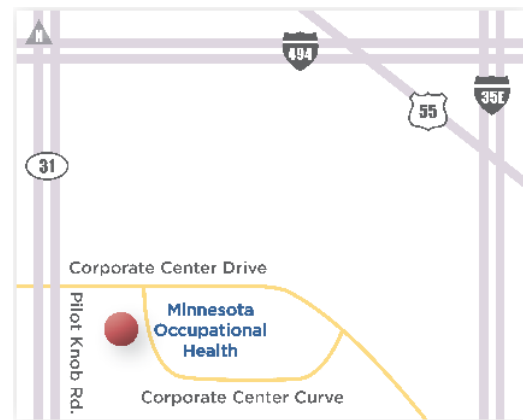 N
494
55
35E
31
Corporate Center Drive
Pilot Knob Rd.
Minnesota
Occupational
Health
Corporate Center Curve